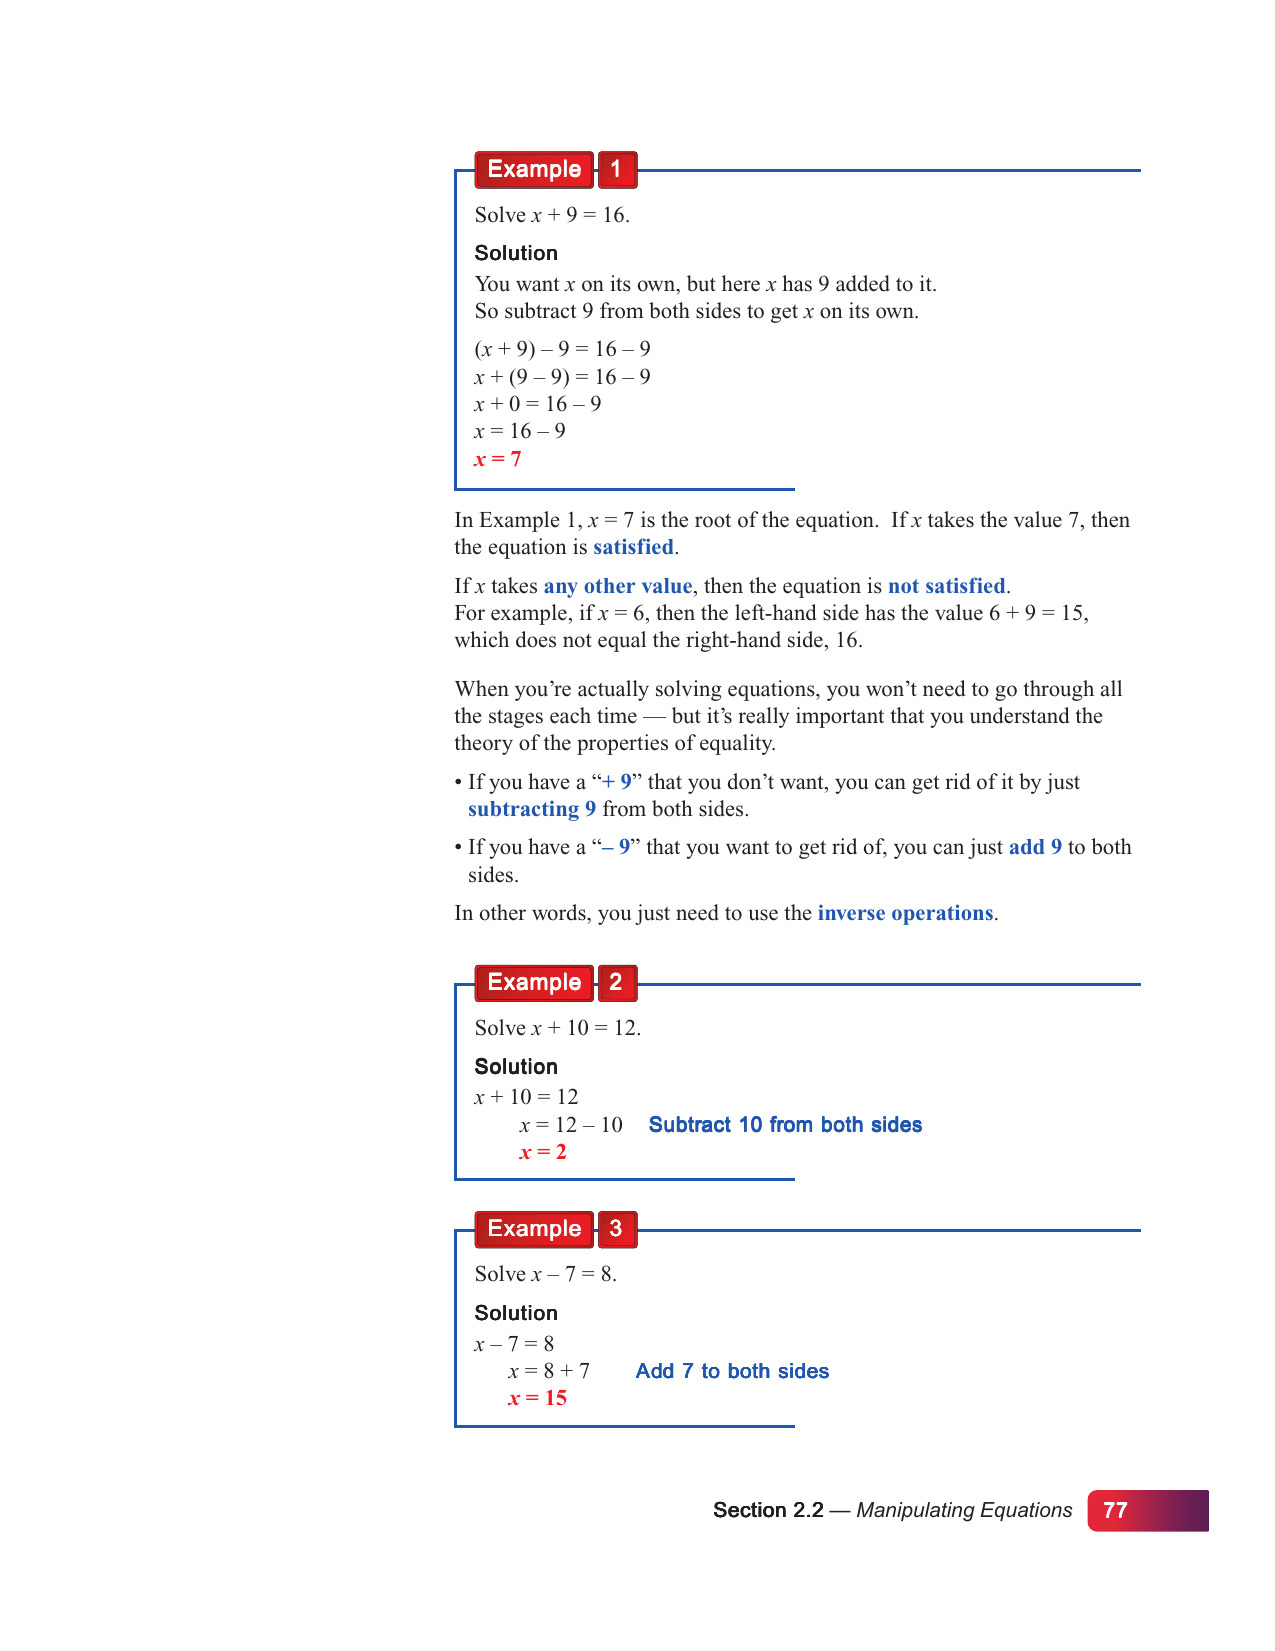 Example 1
Solve x + 9 = 16.
Solution
You want x on its own, but here x has 9 added to it.
So subtract 9 from both sides to get x on its own.
(x + 9) – 9 = 16 – 9
x + (9 – 9) = 16 – 9
x + 0 = 16 – 9
x = 16 – 9
x = 7
In Example 1, x = 7 is the root of the equation.  If x takes the value 7, then
the equation is satisfied.
If x takes any other value, then the equation is not satisfied.
For example, if x = 6, then the left-hand side has the value 6 + 9 = 15,
which does not equal the right-hand side, 16.
When you’re actually solving equations, you won’t need to go through all
the stages each time — but it’s really important that you understand the
theory of the properties of equality.
• If you have a “+ 9” that you don’t want, you can get rid of it by just
subtracting 9 from both sides.
• If you have a “– 9” that you want to get rid of, you can just add 9 to both
sides.
In other words, you just need to use the inverse operations.
Example 2
Solve x + 10 = 12.
Solution
x + 10 = 12
x = 12 – 10 Subtract 10 from both sides
x = 2
Example 3
Solve x – 7 = 8.
Solution
x – 7 = 8
x = 8 + 7 Add 7 to both sides
x = 15
Section 2.2 — Manipulating Equations 77